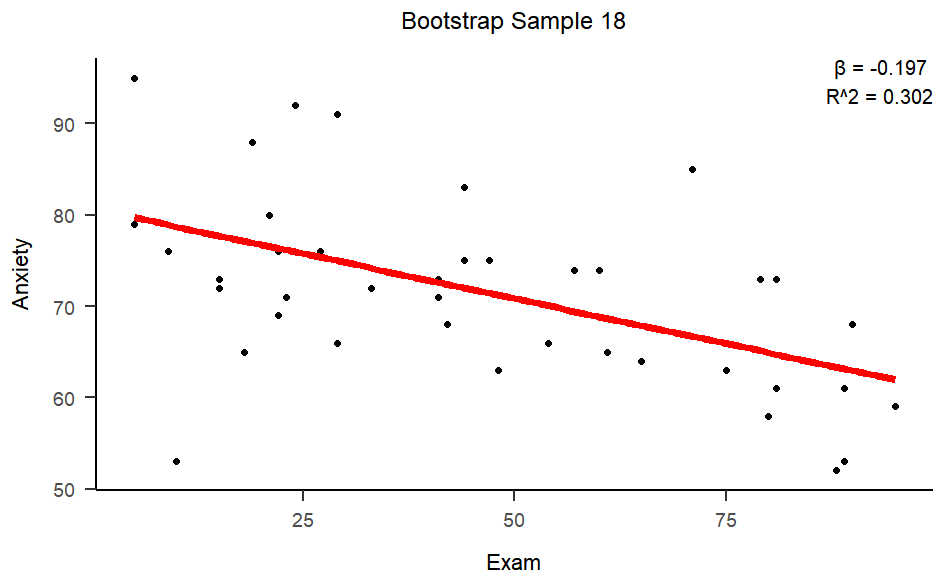 Bootstrap Sample 18
β = -0.197
R^2 = 0.302
90
80
70
60
50
Anxiety
25
50
75
Exam